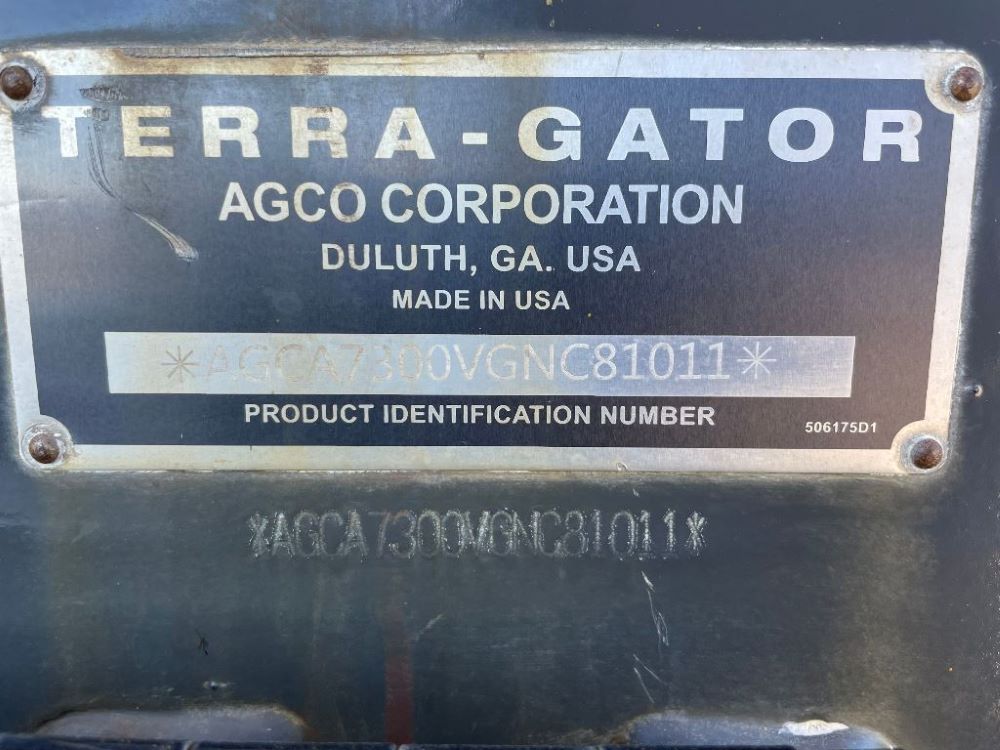 TERRA-GATOR
AGCO CORPORATION
DULUTH, GA. USA
MADE IN USA
*AGCA7300VGNC81011*
PRODUCT IDENTIFICATION NUMBER
506175D1
*AGCA7300VGNC81011*